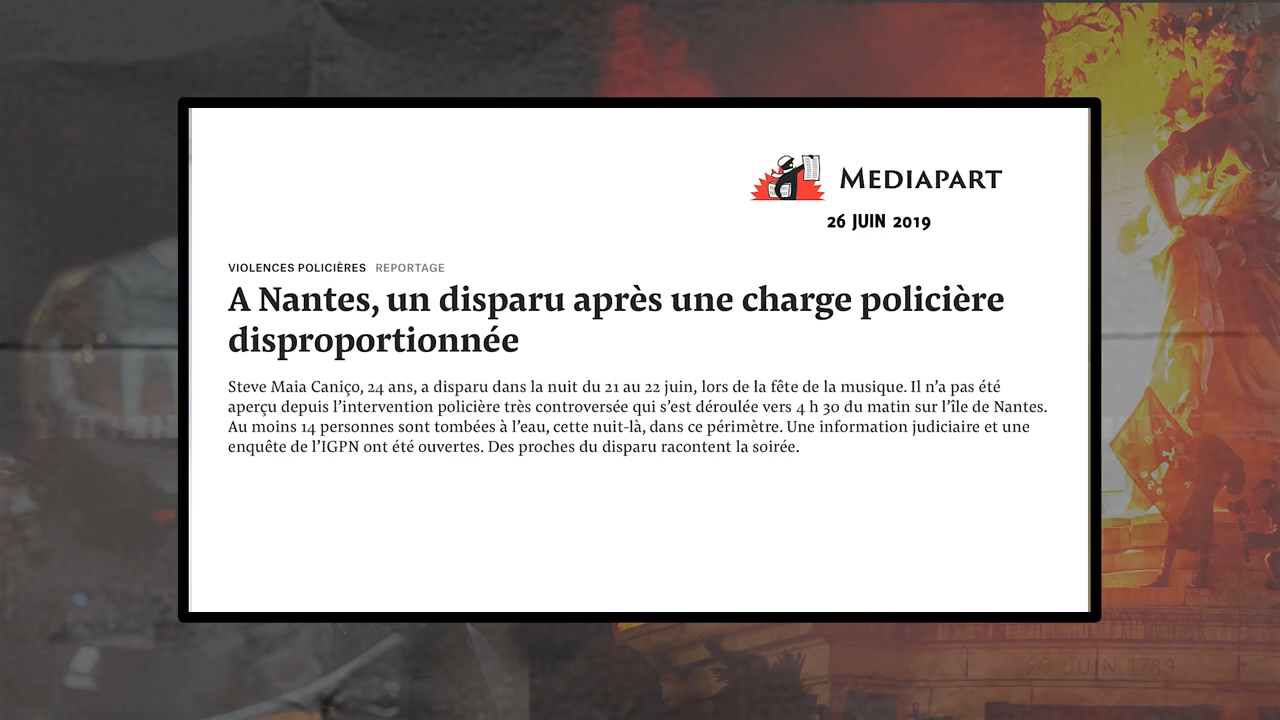 MEDIAPART
26 JUIN 2019
VIOLENCES POLICIÈRES REPORTAGE
A Nantes, un disparu après une charge policière
disproportionnée
Steve Maia Caniço, 24 ans, a disparu dans la nuit du 21 au 22 juin, lors de la fête de la musique. Il n’a pas été
aperçu depuis l’intervention policière très controversée qui s’est déroulée vers 4 h 30 du matin sur l’île de Nantes.
Au moins 14 personnes sont tombées à l’eau, cette nuit-là, dans ce périmètre. Une information judiciaire et une
enquête de l’IGPN ont été ouvertes. Des proches du disparu racontent la soirée.
20 JUIN 1789